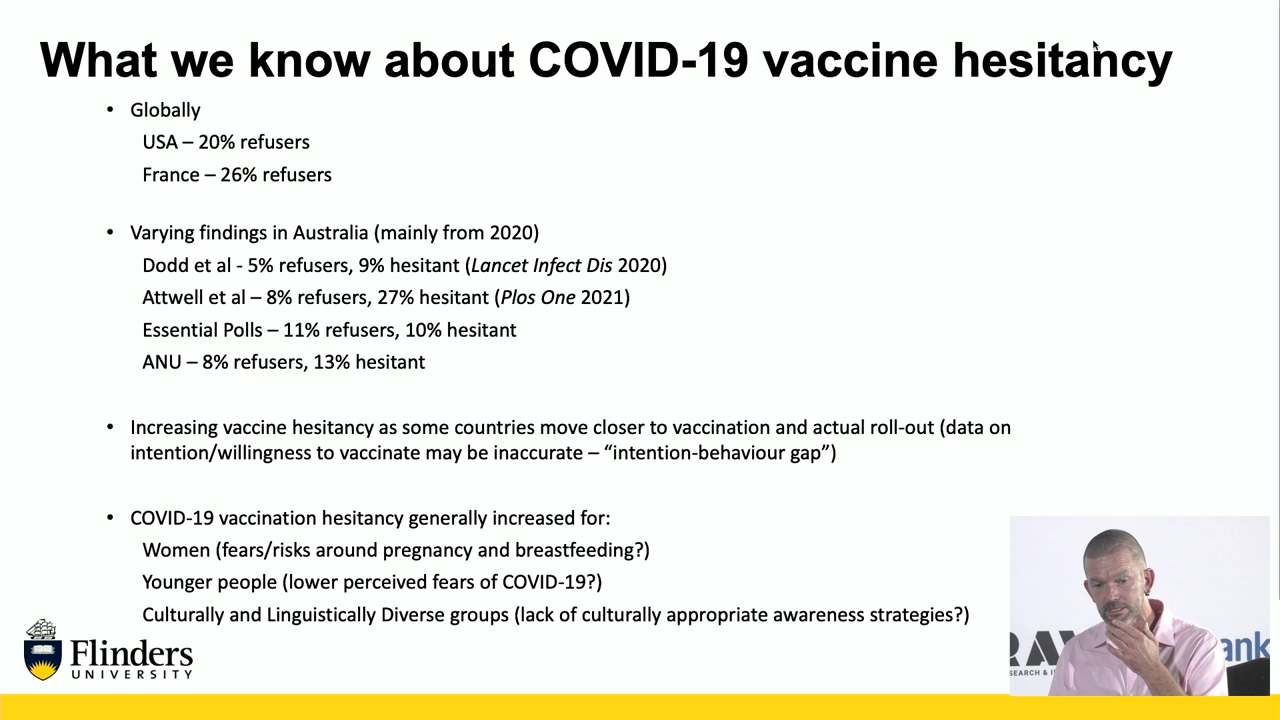 What we know about COVID-19 vaccine hesitancy
• Globally
USA – 20% refusers
France – 26% refusers
• Varying findings in Australia (mainly from 2020)
Dodd et al - 5% refusers, 9% hesitant (Lancet Infect Dis 2020)
Attwell et al – 8% refusers, 27% hesitant (Plos One 2021)
Essential Polls – 11% refusers, 10% hesitant
ANU – 8% refusers, 13% hesitant
• Increasing vaccine hesitancy as some countries move closer to vaccination and actual roll-out (data on
intention/willingness to vaccinate may be inaccurate – “intention-behaviour gap”)
• COVID-19 vaccination hesitancy generally increased for:
Women (fears/risks around pregnancy and breastfeeding?)
Younger people (lower perceived fears of COVID-19?)
Culturally and Linguistically Diverse groups (lack of culturally appropriate awareness strategies?)
Flinders
UNIVERSITY